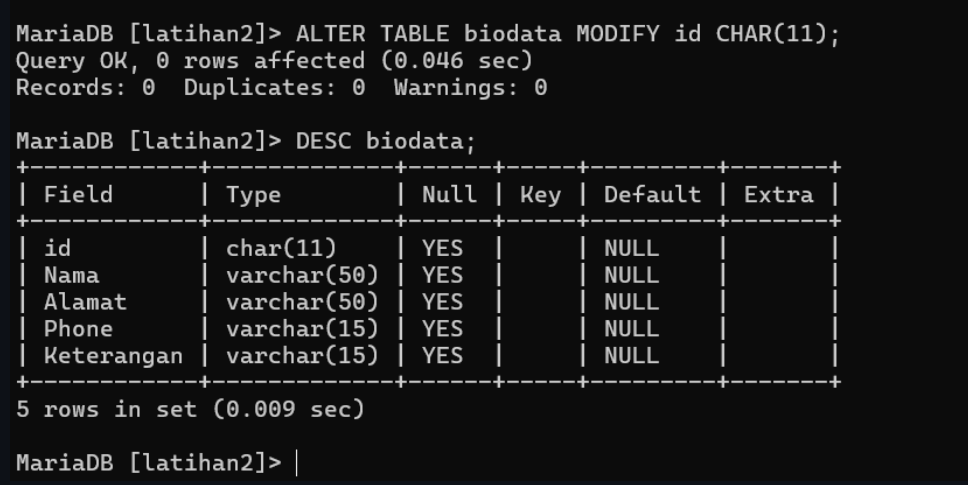 MariaDB [latihan2]> ALTER TABLE biodata MODIFY id CHAR(11);
Query OK, 0 rows affected (0.046 sec)
Records: 0  Duplicates: 0  Warnings: 0
MariaDB [latihan2]> DESC biodata;
+------------+-------------+------+-----+---------+-------+
| Field      | Type        | Null | Key | Default | Extra |
+------------+-------------+------+-----+---------+-------+
| id         | char(11)    | YES  |     | NULL    |       |
| Nama       | varchar(50) | YES  |     | NULL    |       |
| Alamat     | varchar(50) | YES  |     | NULL    |       |
| Phone      | varchar(15) | YES  |     | NULL    |       |
| Keterangan | varchar(15) | YES  |     | NULL    |       |
+------------+-------------+------+-----+---------+-------+
5 rows in set (0.009 sec)
MariaDB [latihan2]>